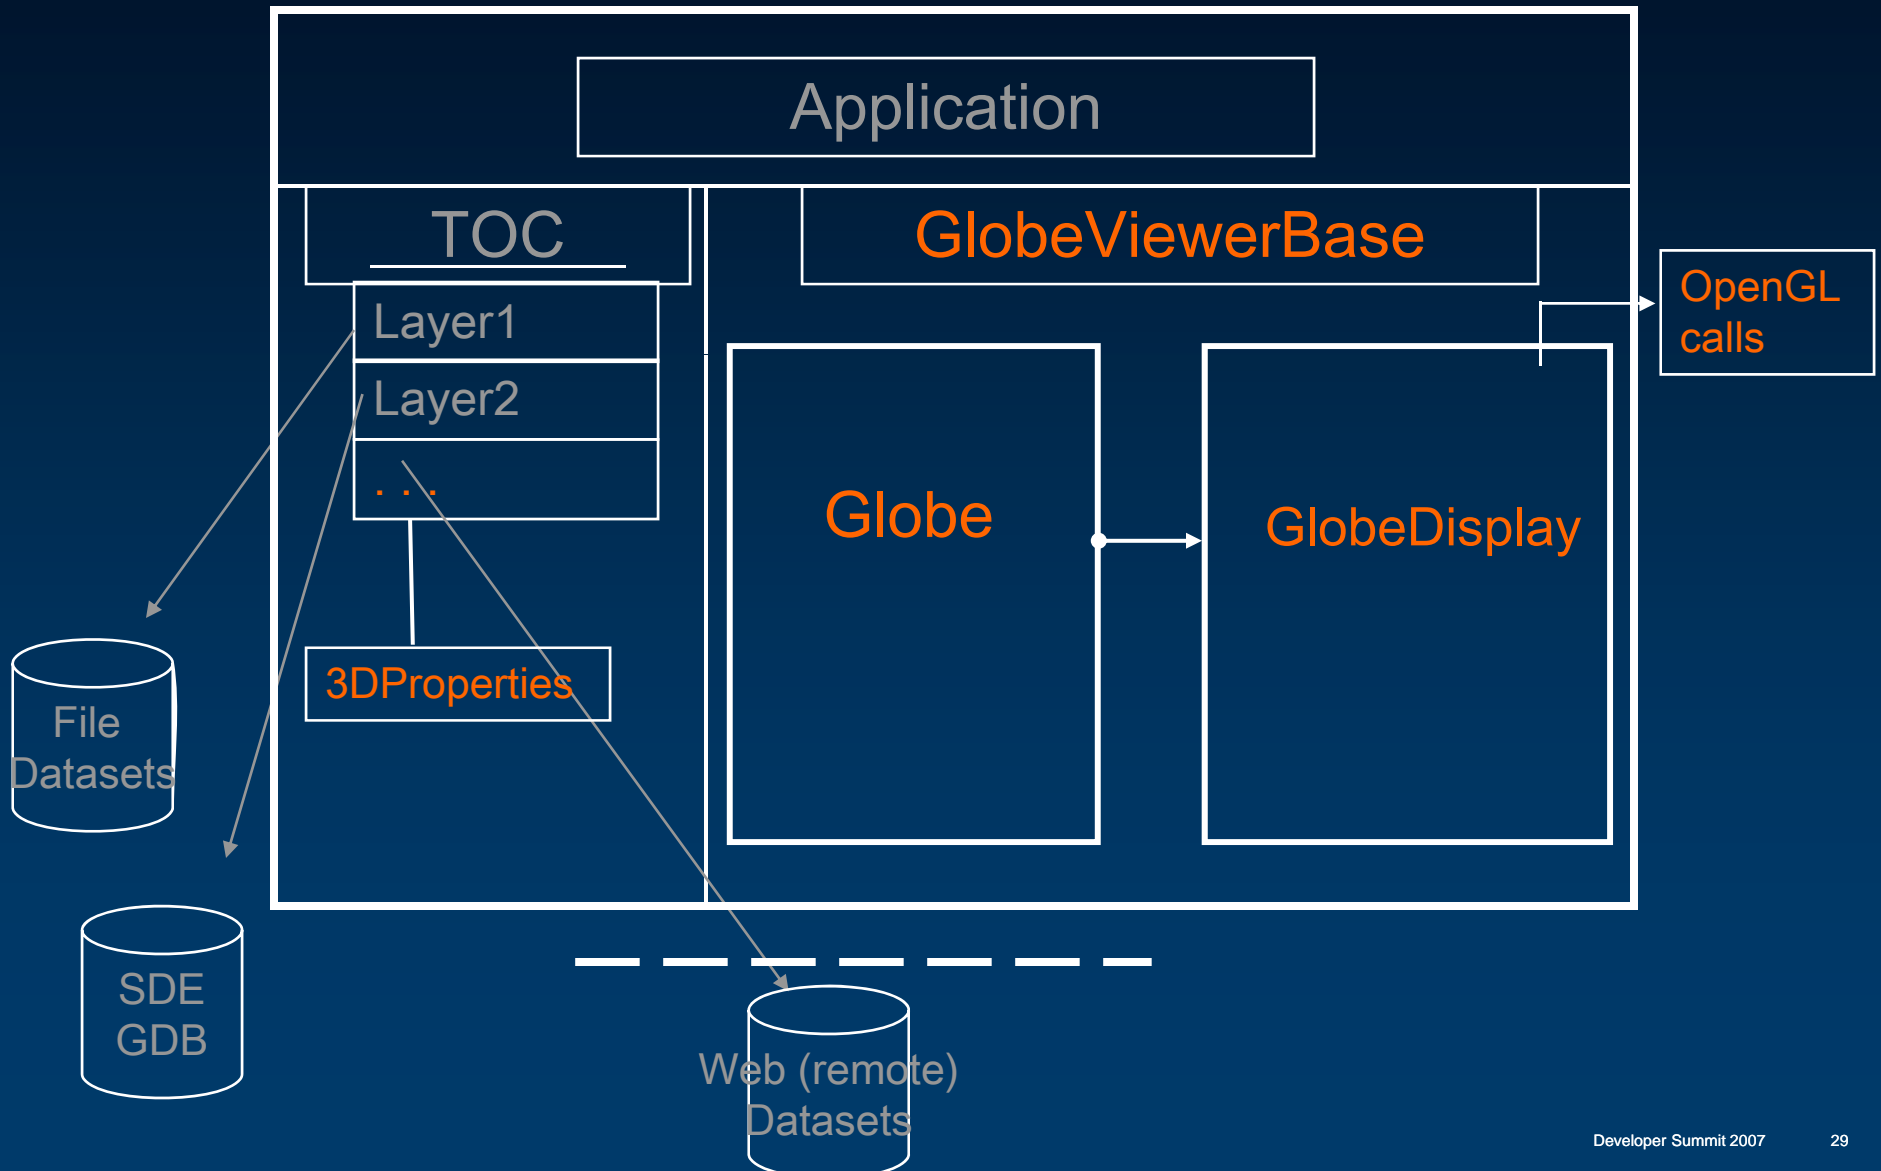 Application
TOC
GlobeViewerBase
OpenGL
calls
Layer1
Layer2
. . .
Globe
GlobeDisplay
3DProperties
File
Datasets
SDE
GDB
Web (remote)
Datasets
Developer Summit 2007
29